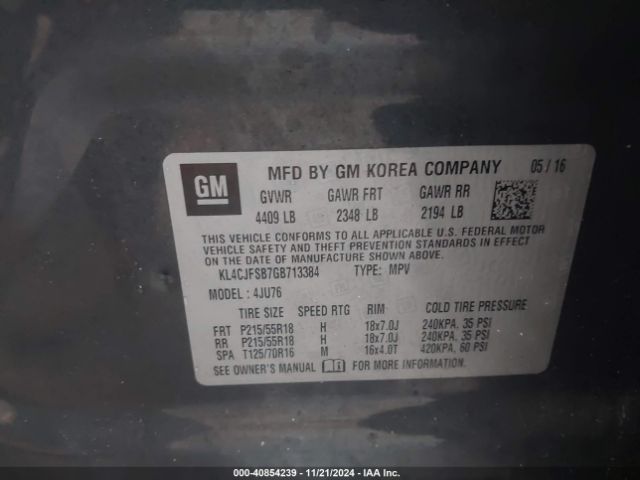 GM
MFD BY GM KOREA COMPANY 05 / 16
GVWR GAWR FRT GAWR RR
4409 LB 2348 LB 2194 LB
THIS VEHICLE CONFORMS TO ALL APPLICABLE U.S. FEDERAL MOTOR
VEHICLE SAFETY AND THEFT PREVENTION STANDARDS IN EFFECT ON
THE DATE OF MANUFACTURE SHOWN ABOVE.
KL4CJFSB7GB713384 TYPE: MPV
MODEL: 4JU76
TIRE SIZE SPEED RTG RIM COLD TIRE PRESSURE
FRT P215/55R18 H 18x7.0J 240KPA, 35 PSI
RR P215/55R18 H 18x7.0J 240KPA, 35 PSI
SPA T125/70R16 M 16x4.0T 420KPA, 60 PSI
SEE OWNER'S MANUAL FOR MORE INFORMATION.
000-40854239 - 11/21/2024 - IAA Inc.